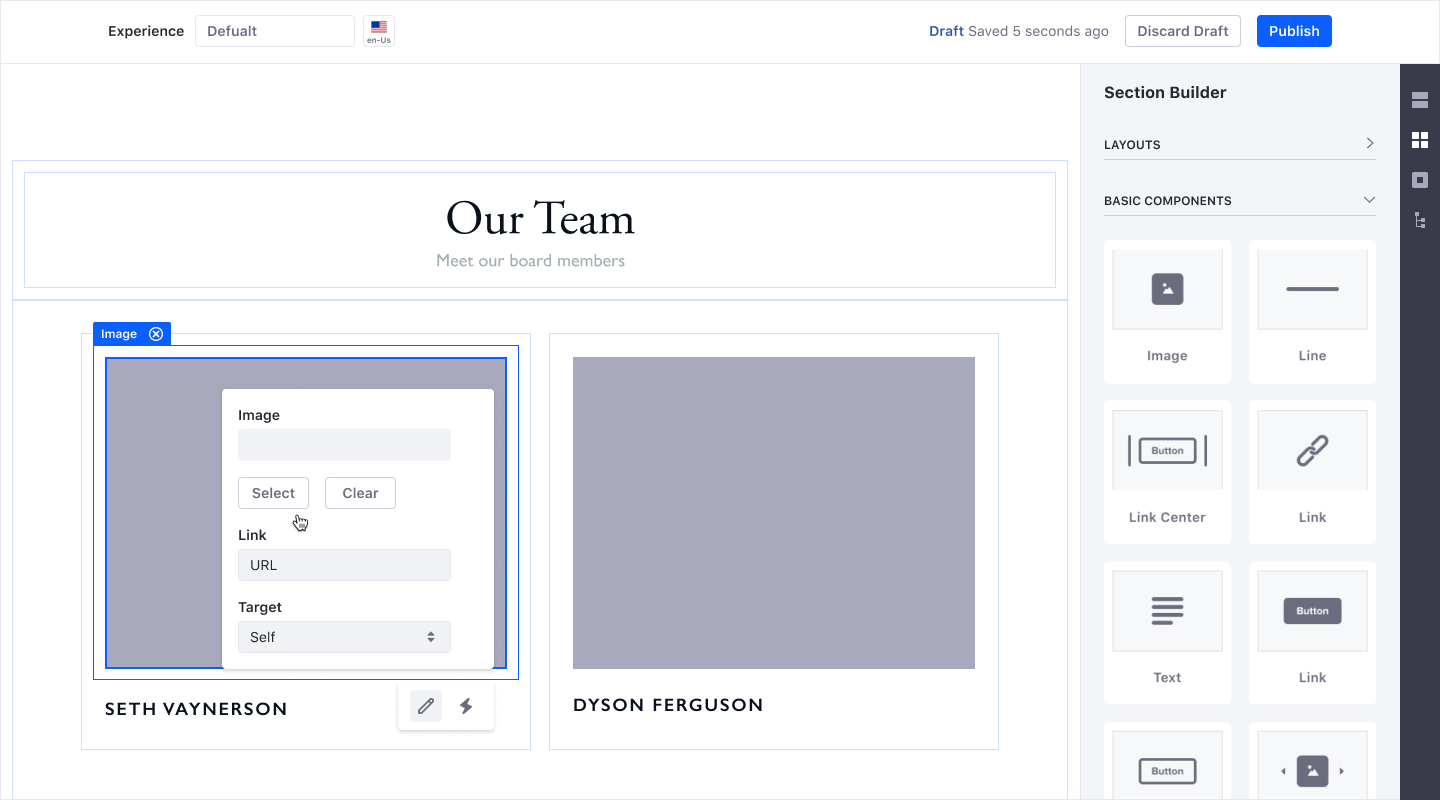 Experience
Defualt
en-Us
Draft Saved 5 seconds ago
Discard Draft
Publish
Our Team
Meet our board members
Image
Image
Select
Clear
Link
URL
Target
Self
SETH VAYNERSON
DYSON FERGUSON
Section Builder
LAYOUTS
BASIC COMPONENTS
Image
Line
Button
Link Center
Link
Text
Button
Link
Button